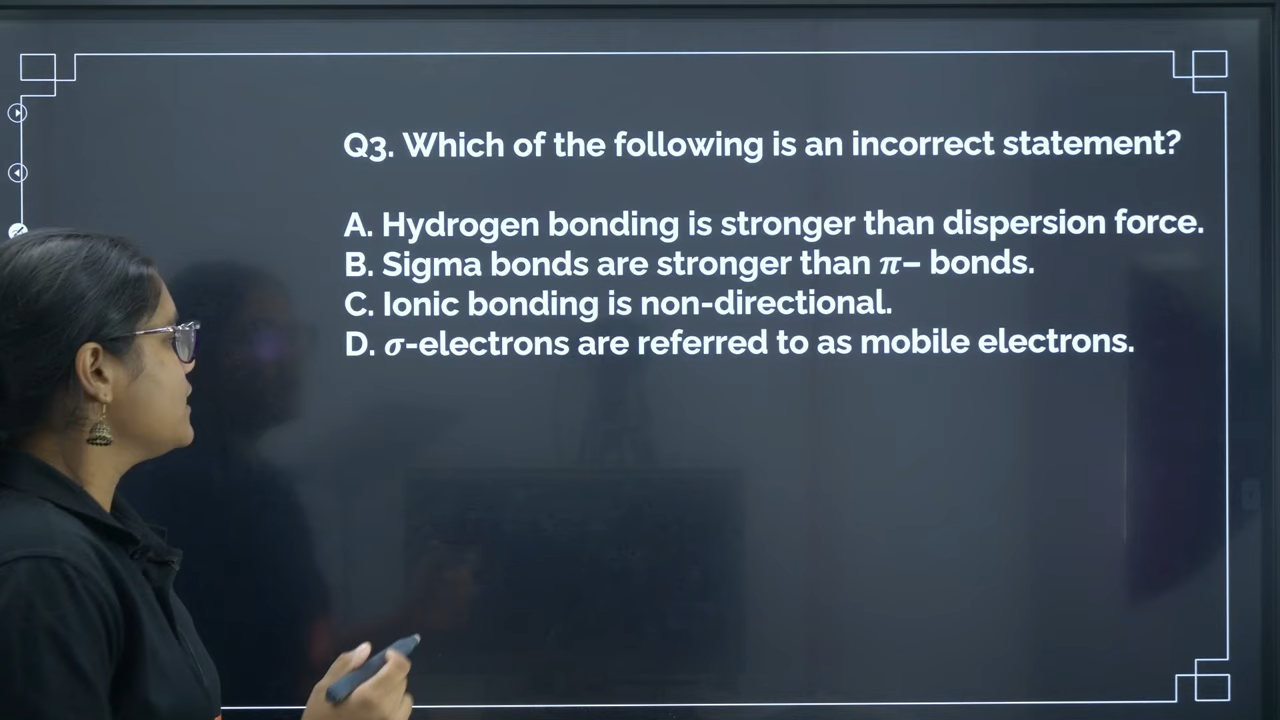 Q3. Which of the following is an incorrect statement?
A. Hydrogen bonding is stronger than dispersion force.
B. Sigma bonds are stronger than π– bonds.
C. Ionic bonding is non-directional.
D. σ-electrons are referred to as mobile electrons.